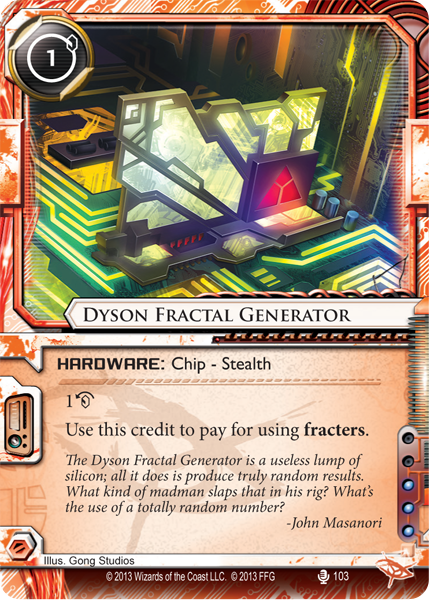 1
DYSON FRACTAL GENERATOR
HARDWARE: Chip - Stealth
1
Use this credit to pay for using fracters.
The Dyson Fractal Generator is a useless lump of
silicon; all it does is produce truly random results.
What kind of madman slaps that in his rig? What's
the use of a totally random number?
-John Masanori
Illus. Gong Studios
© 2013 Wizards of the Coast LLC. © 2013 FFG 103